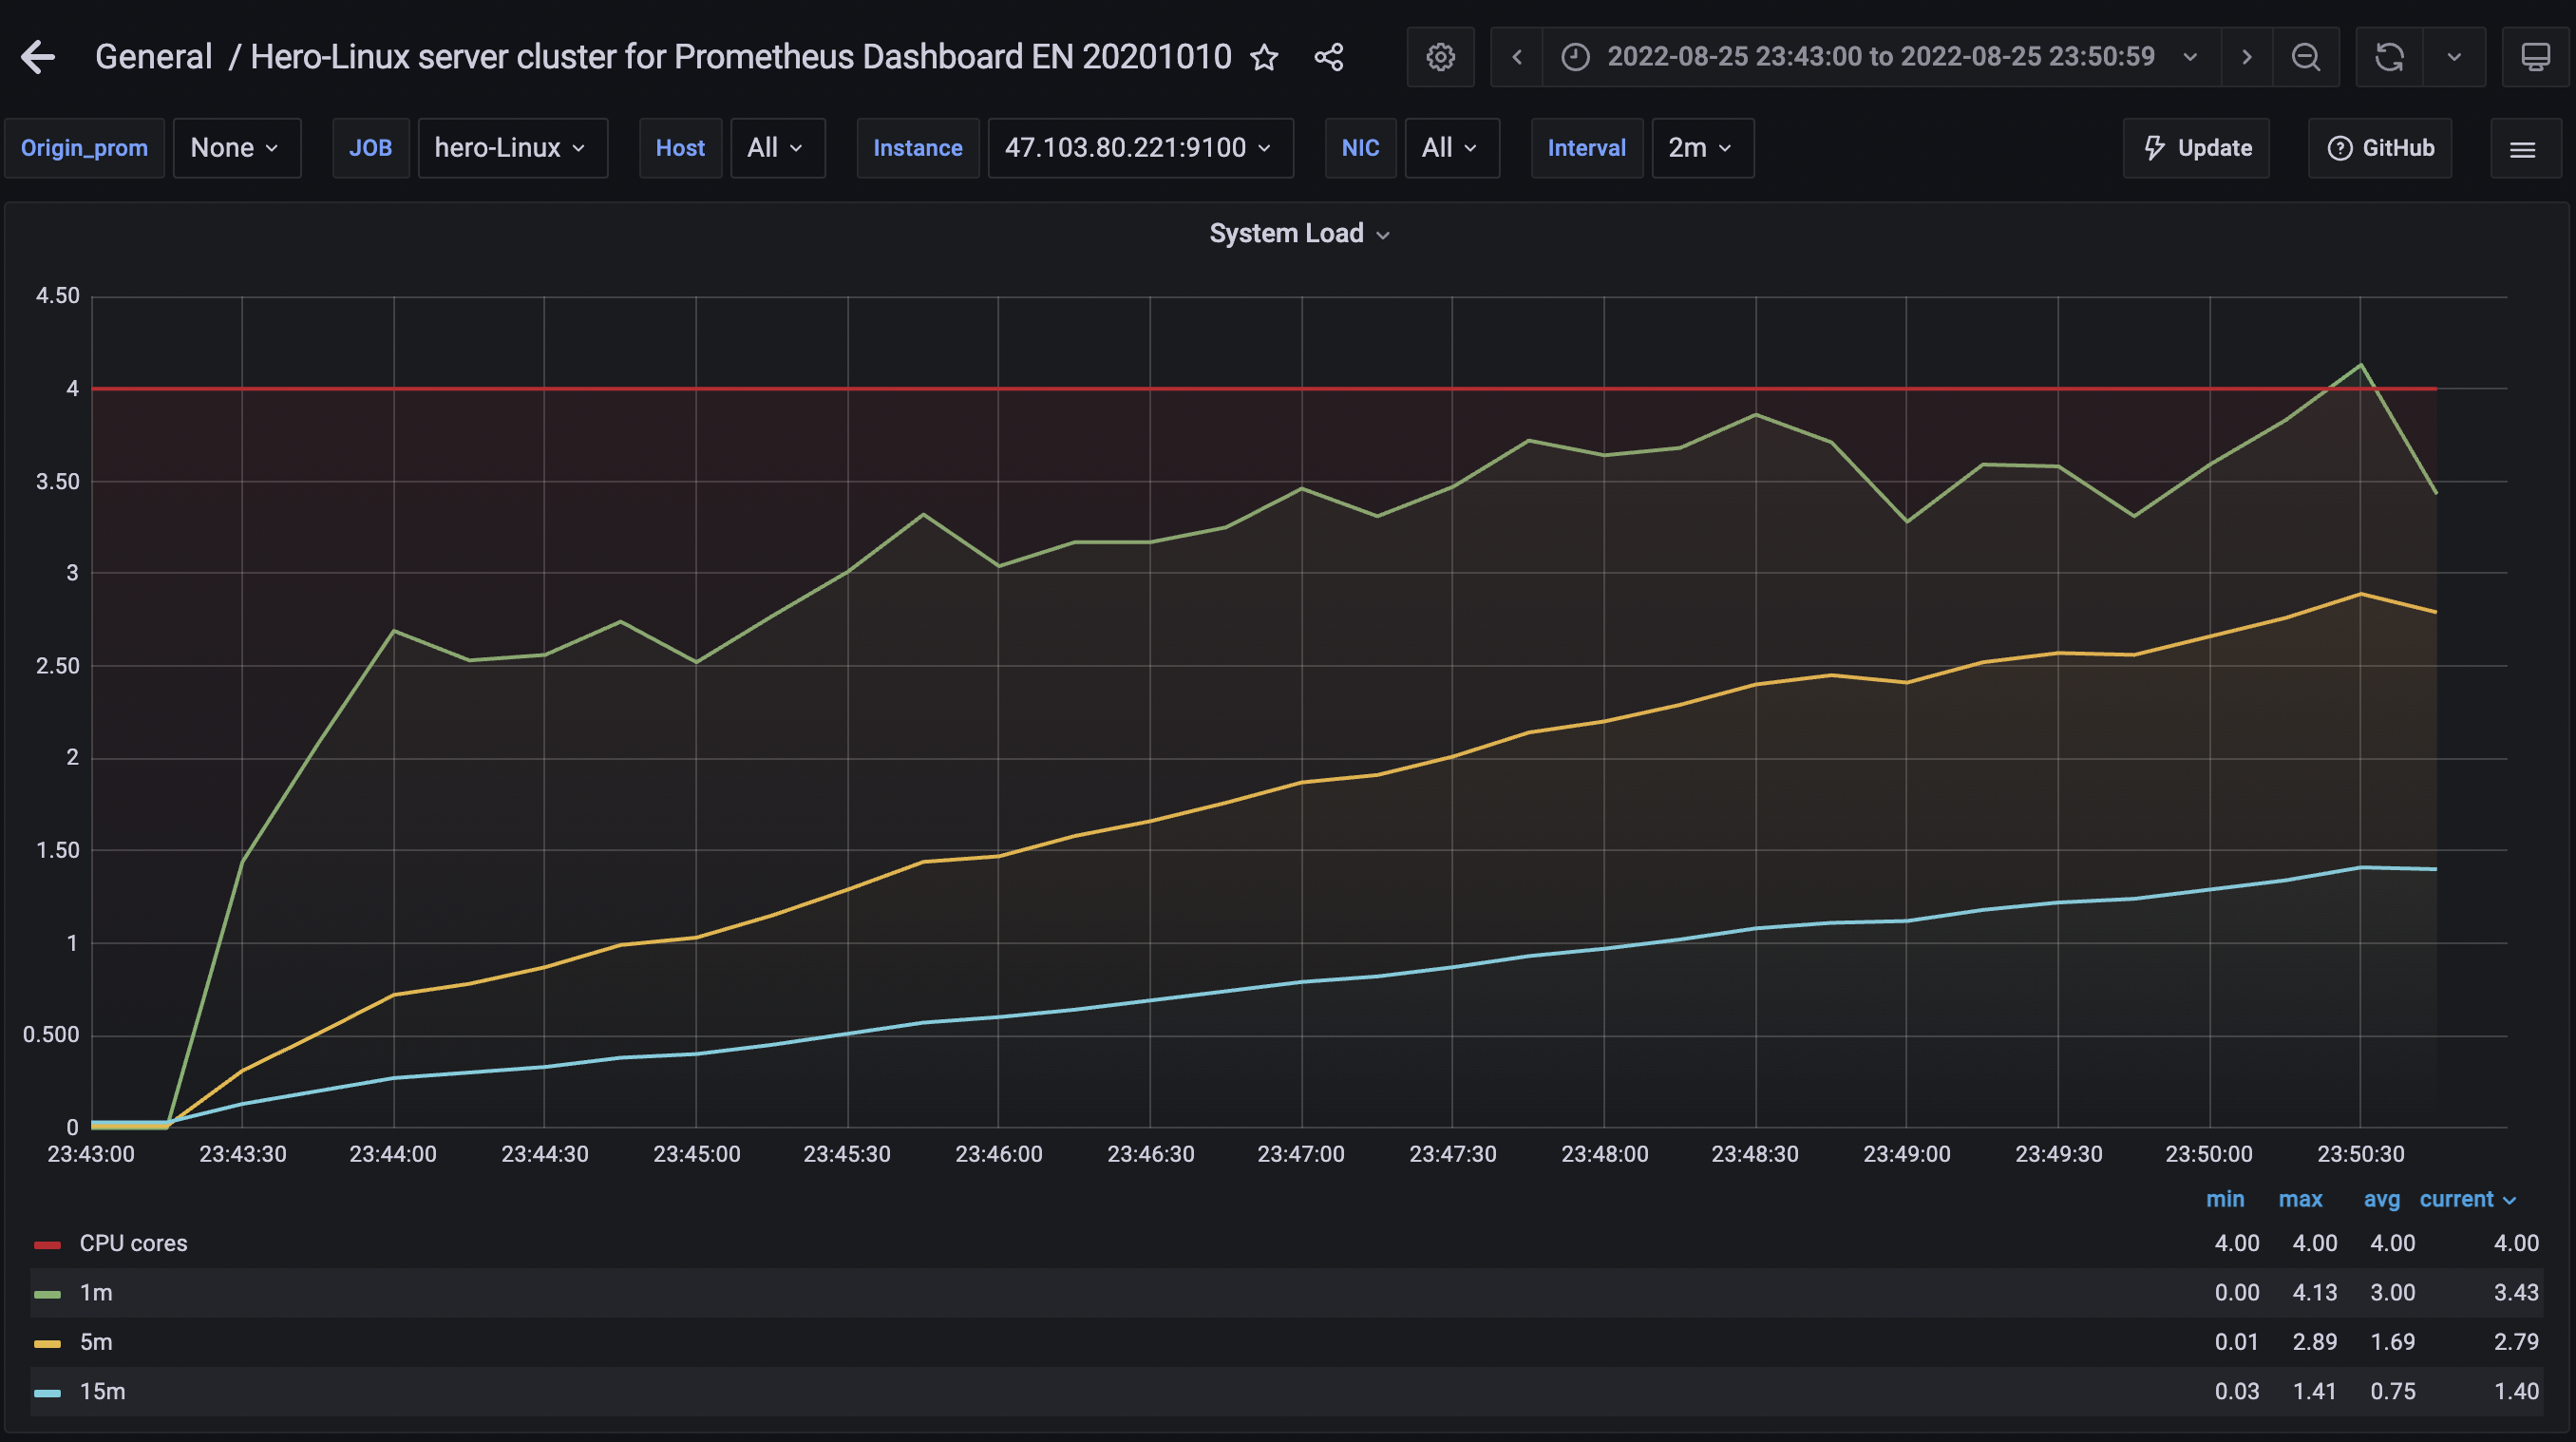 General / Hero-Linux server cluster for Prometheus Dashboard EN 20201010 2022-08-25 23:43:00 to 2022-08-25 23:50:59
Origin_prom None JOB hero-Linux Host All Instance 47.103.80.221:9100 NIC All Interval 2m Update GitHub
System Load
4.50
4
3.50
3
2.50
2
1.50
1
0.500
0
23:43:00 23:43:30 23:44:00 23:44:30 23:45:00 23:45:30 23:46:00 23:46:30 23:47:00 23:47:30 23:48:00 23:48:30 23:49:00 23:49:30 23:50:00 23:50:30
min max avg current
CPU cores 4.00 4.00 4.00 4.00
1m 0.00 4.13 3.00 3.43
5m 0.01 2.89 1.69 2.79
15m 0.03 1.41 0.75 1.40